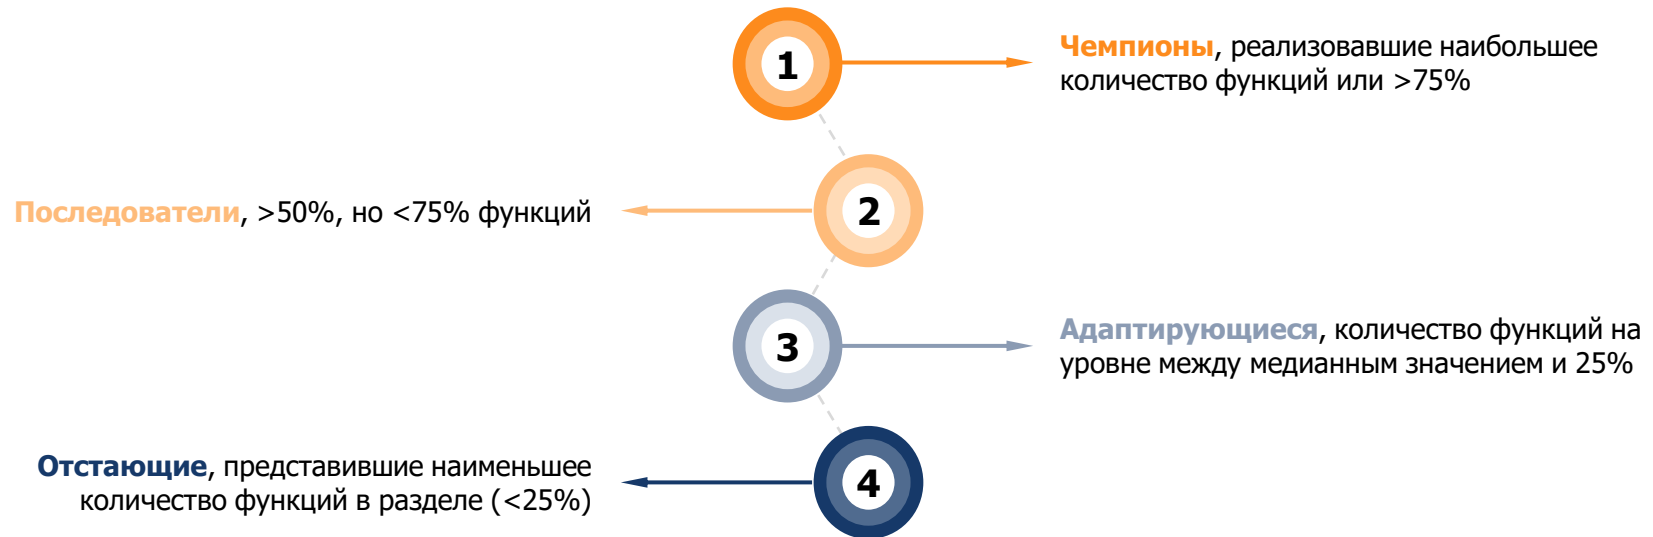 1
Чемпионы, реализовавшие наибольшее
количество функций или >75%
Последователи, >50%, но <75% функций
2
3
Адаптирующиеся, количество функций на
уровне между медианным значением и 25%
Отстающие, представившие наименьшее
количество функций в разделе (<25%)
4